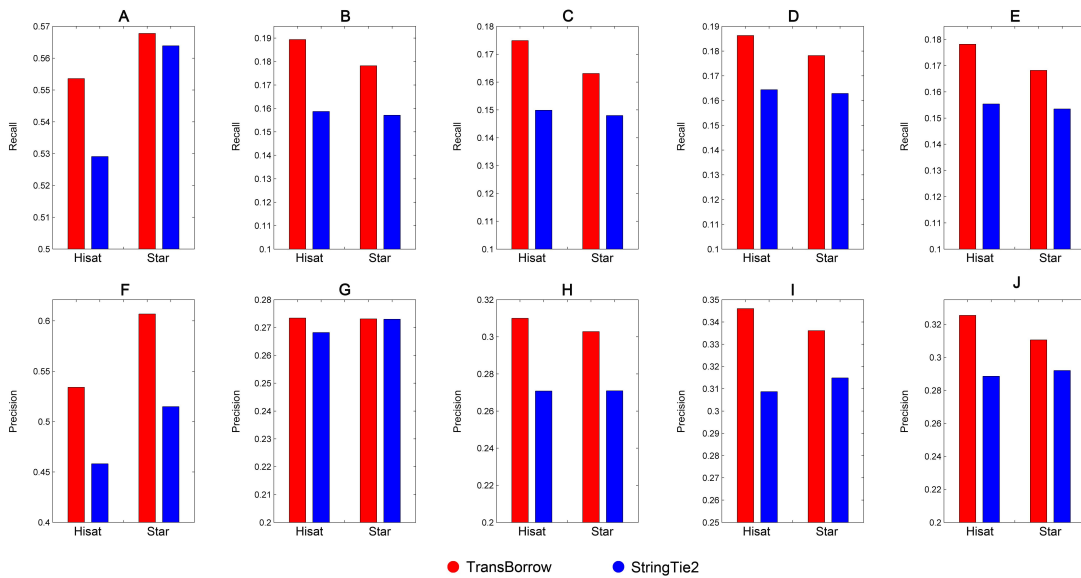 A
Recall
0.57
0.56
0.55
0.54
0.53
0.52
0.51
0.5
Hisat Star
B
Recall
0.19
0.18
0.17
0.16
0.15
0.14
0.13
0.12
0.11
0.1
Hisat Star
C
Recall
0.18
0.17
0.16
0.15
0.14
0.13
0.12
0.11
0.1
Hisat Star
D
Recall
0.19
0.18
0.17
0.16
0.15
0.14
0.13
0.12
0.11
0.1
Hisat Star
E
Recall
0.18
0.17
0.16
0.15
0.14
0.13
0.12
0.11
0.1
Hisat Star
F
Precision
0.6
0.55
0.5
0.45
0.4
Hisat Star
G
Precision
0.28
0.27
0.26
0.25
0.24
0.23
0.22
0.21
0.2
Hisat Star
H
Precision
0.32
0.3
0.28
0.26
0.24
0.22
0.2
Hisat Star
I
Precision
0.35
0.34
0.33
0.32
0.31
0.3
0.29
0.28
0.27
0.26
0.25
Hisat Star
J
Precision
0.32
0.3
0.28
0.26
0.24
0.22
0.2
Hisat Star
TransBorrow StringTie2